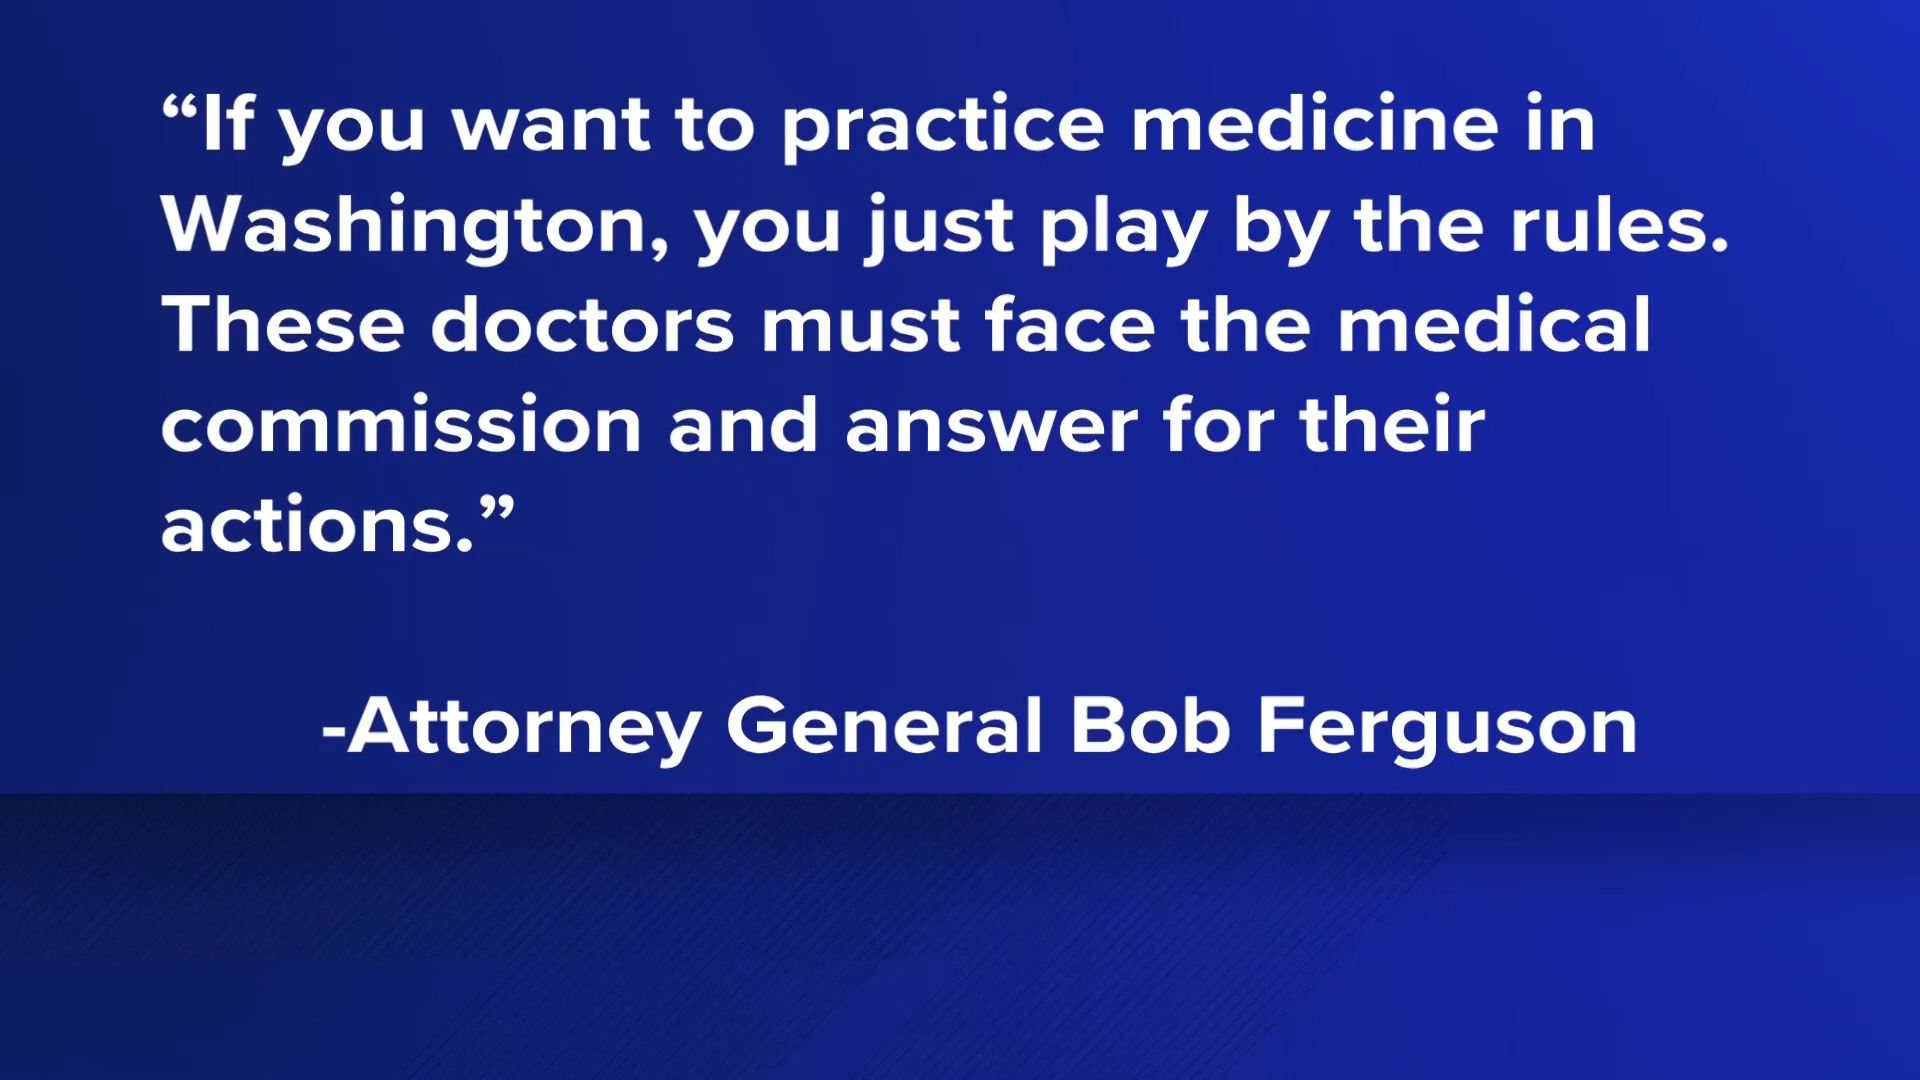 “If you want to practice medicine in
Washington, you just play by the rules.
These doctors must face the medical
commission and answer for their
actions.”
-Attorney General Bob Ferguson